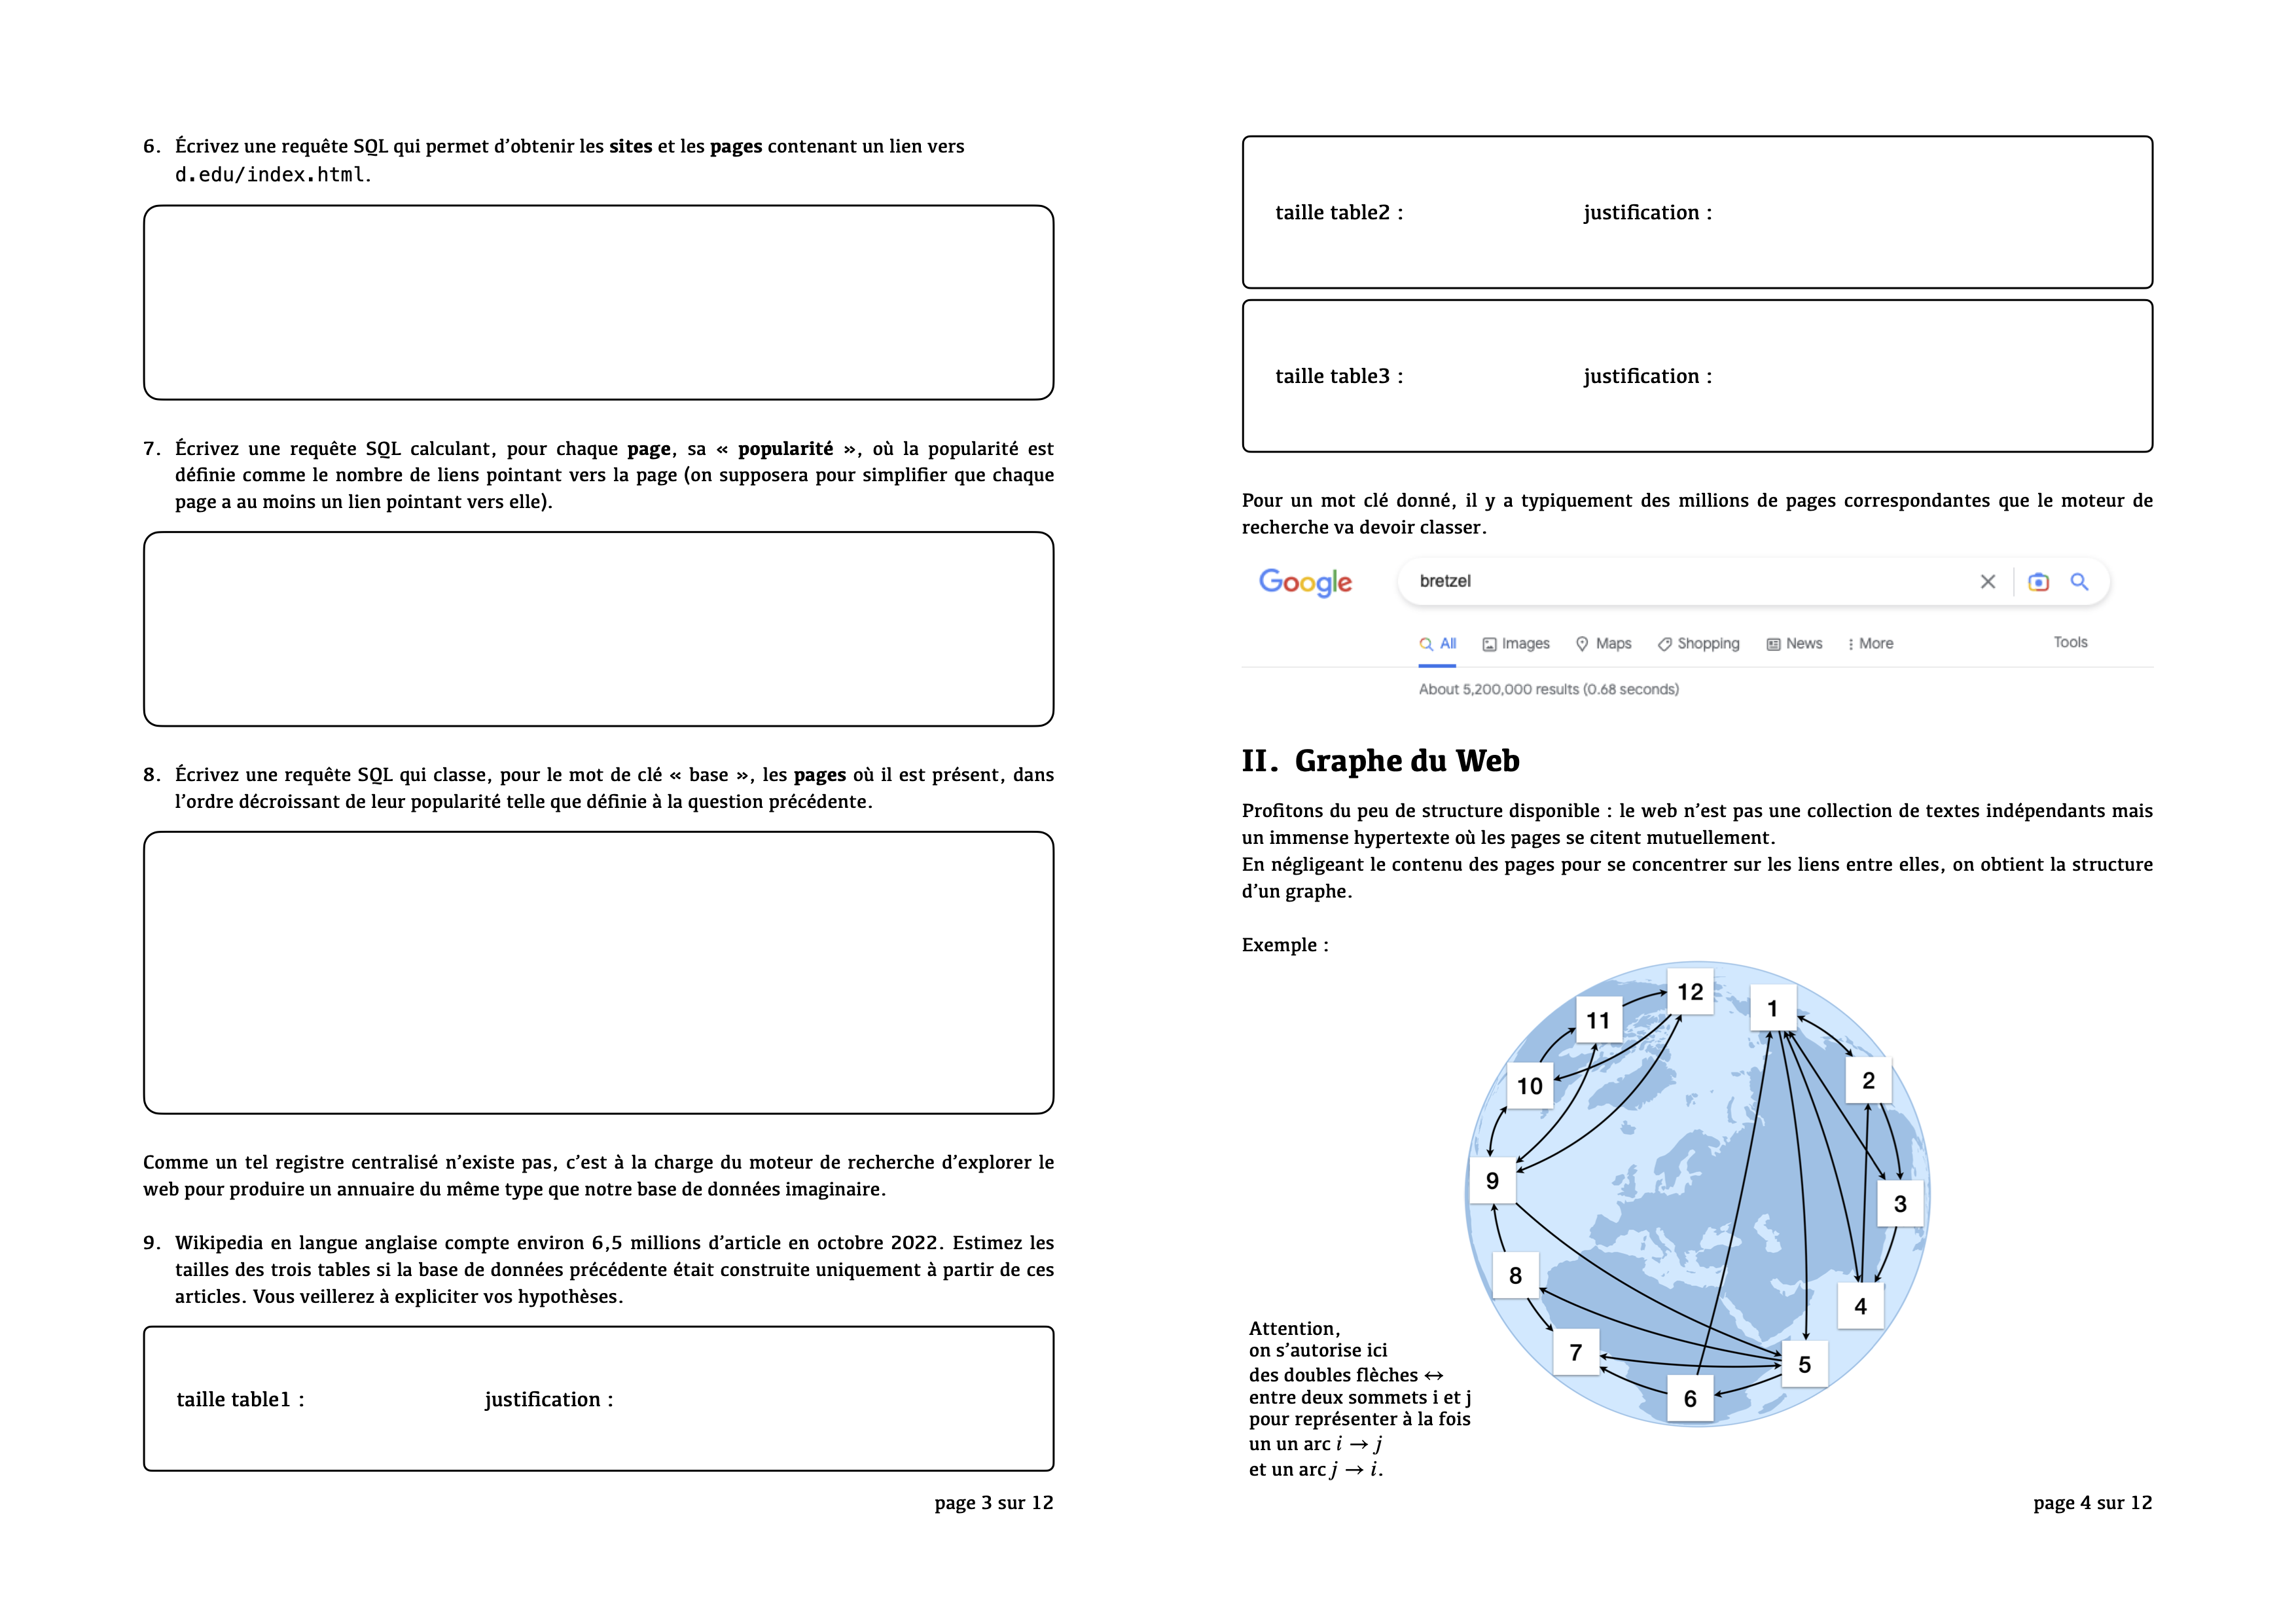 6. Écrivez une requête SQL qui permet d'obtenir les sites et les pages contenant un lien vers
d.edu/index.html.
7. Écrivez une requête SQL calculant, pour chaque page, sa « popularité », où la popularité est
définie comme le nombre de liens pointant vers la page (on supposera pour simplifier que chaque
page a au moins un lien pointant vers elle).
8. Écrivez une requête SQL qui classe, pour le mot de clé « base », les pages où il est présent, dans
l'ordre décroissant de leur popularité telle que définie à la question précédente.
Comme un tel registre centralisé n'existe pas, c'est à la charge du moteur de recherche d'explorer le
web pour produire un annuaire du même type que notre base de données imaginaire.
9. Wikipedia en langue anglaise compte environ 6,5 millions d'article en octobre 2022. Estimez les
tailles des trois tables si la base de données précédente était construite uniquement à partir de ces
articles. Vous veillerez à expliciter vos hypothèses.
taille table1 : justification :
page 3 sur 12
taille table2 : justification :
taille table3 : justification :
Pour un mot clé donné, il y a typiquement des millions de pages correspondantes que le moteur de
recherche va devoir classer.
Google bretzel
All Images Maps Shopping News More Tools
About 5,200,000 results (0.68 seconds)
II. Graphe du Web
Profitons du peu de structure disponible : le web n'est pas une collection de textes indépendants mais
un immense hypertexte où les pages se citent mutuellement.
En négligeant le contenu des pages pour se concentrer sur les liens entre elles, on obtient la structure
d'un graphe.
Exemple :
12
1
11
2
10
9
3
8
4
7
5
6
Attention,
on s'autorise ici
des doubles flèches ↔
entre deux sommets i et j
pour représenter à la fois
un un arc i → j
et un arc j → i.
page 4 sur 12